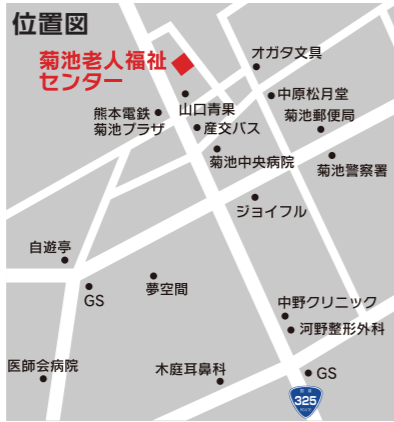 位置図
菊池老人福祉
センター
オガタ文具
中原松月堂
山口青果
熊本電鉄
菊池プラザ
産交バス
菊池郵便局
菊池中央病院
菊池警察署
ジョイフル
自遊亭
GS
夢空間
中野クリニック
河野整形外科
医師会病院
木庭耳鼻科
GS
325
ROUTE